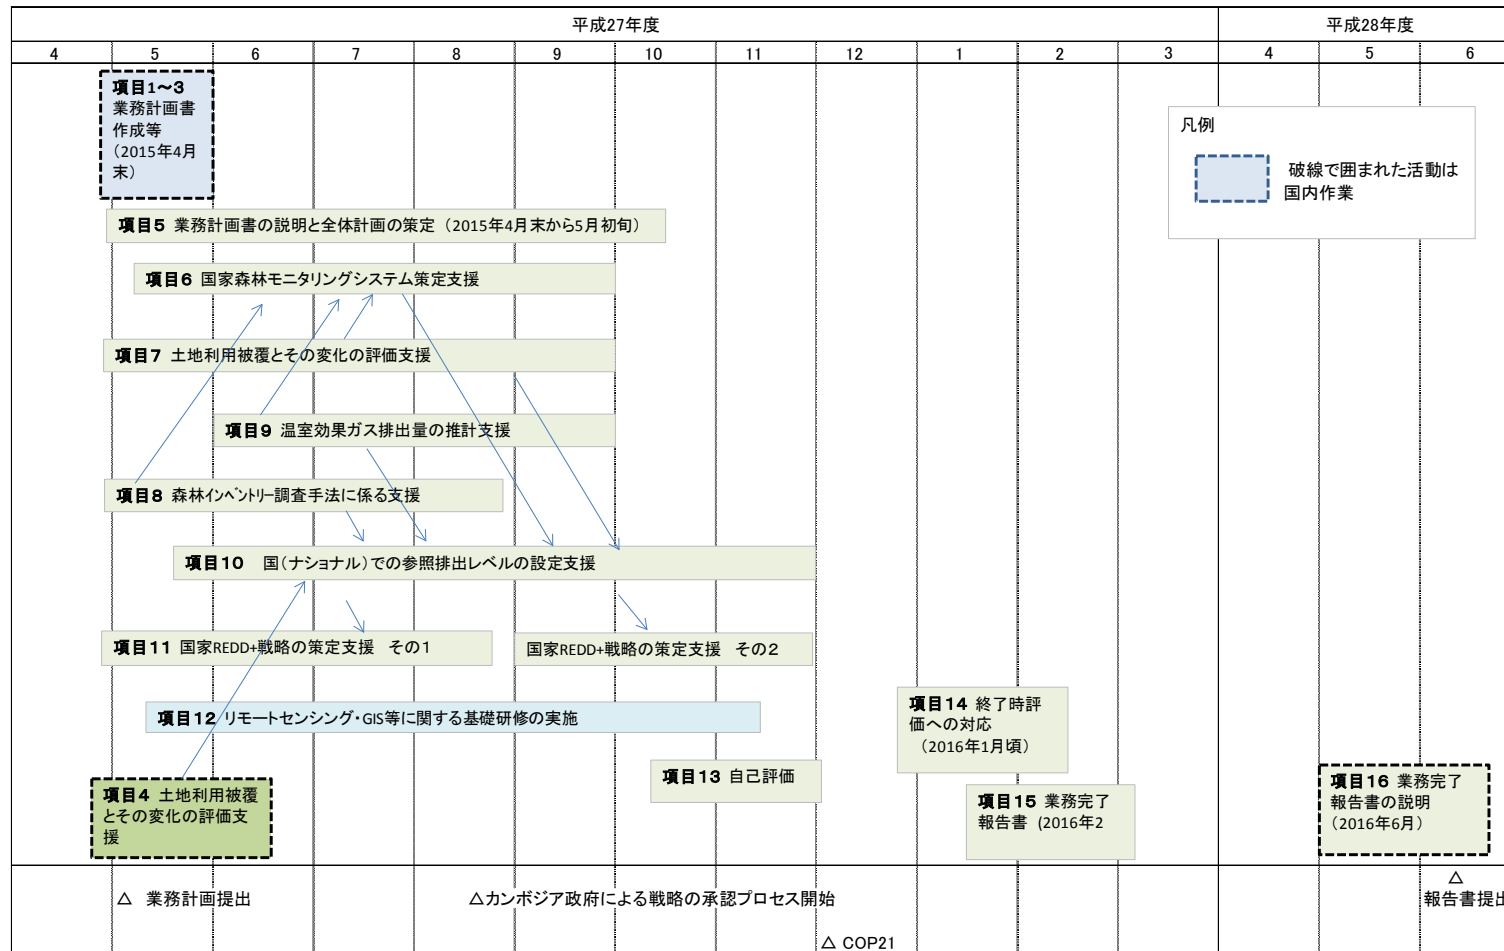 平成27年度
平成28年度
4 5 6 7 8 9 10 11 12 1 2 3 4 5 6
項目1～3
業務計画書
作成等
（2015年4月
末）
凡例
破線で囲まれた活動は
国内作業
項目5 業務計画書の説明と全体計画の策定（2015年4月末から5月初旬）
項目6 国家森林モニタリングシステム策定支援
項目7 土地利用被覆とその変化の評価支援
項目9 温室効果ガス排出量の推計支援
項目8 森林インベントリー調査手法に係る支援
項目10 国（ナショナル）での参照排出レベルの設定支援
項目11 国家REDD+戦略の策定支援 その1
国家REDD+戦略の策定支援 その2
項目12 リモートセンシング・GIS等に関する基礎研修の実施
項目14 終了時評
価への対応
（2016年1月頃）
項目13 自己評価
項目4 土地利用被覆
とその変化の評価支
援
項目15 業務完了
報告書 (2016年2
項目16 業務完了
報告書の説明
（2016年6月）
△ 業務計画提出
△カンボジア政府による戦略の承認プロセス開始
△
報告書提出
△ COP21